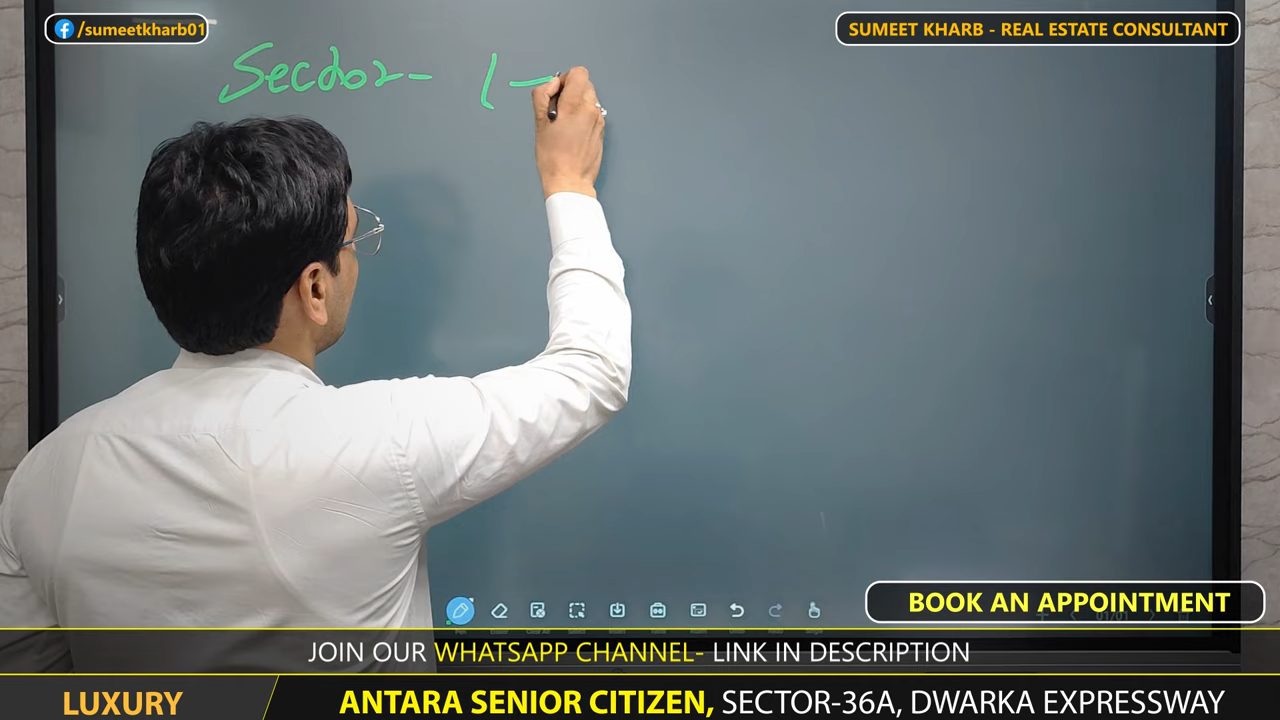 /sumeetkharb01
SUMEET KHARB - REAL ESTATE CONSULTANT
Sector- 1-
BOOK AN APPOINTMENT
JOIN OUR WHATSAPP CHANNEL- LINK IN DESCRIPTION
LUXURY
ANTARA SENIOR CITIZEN, SECTOR-36A, DWARKA EXPRESSWAY